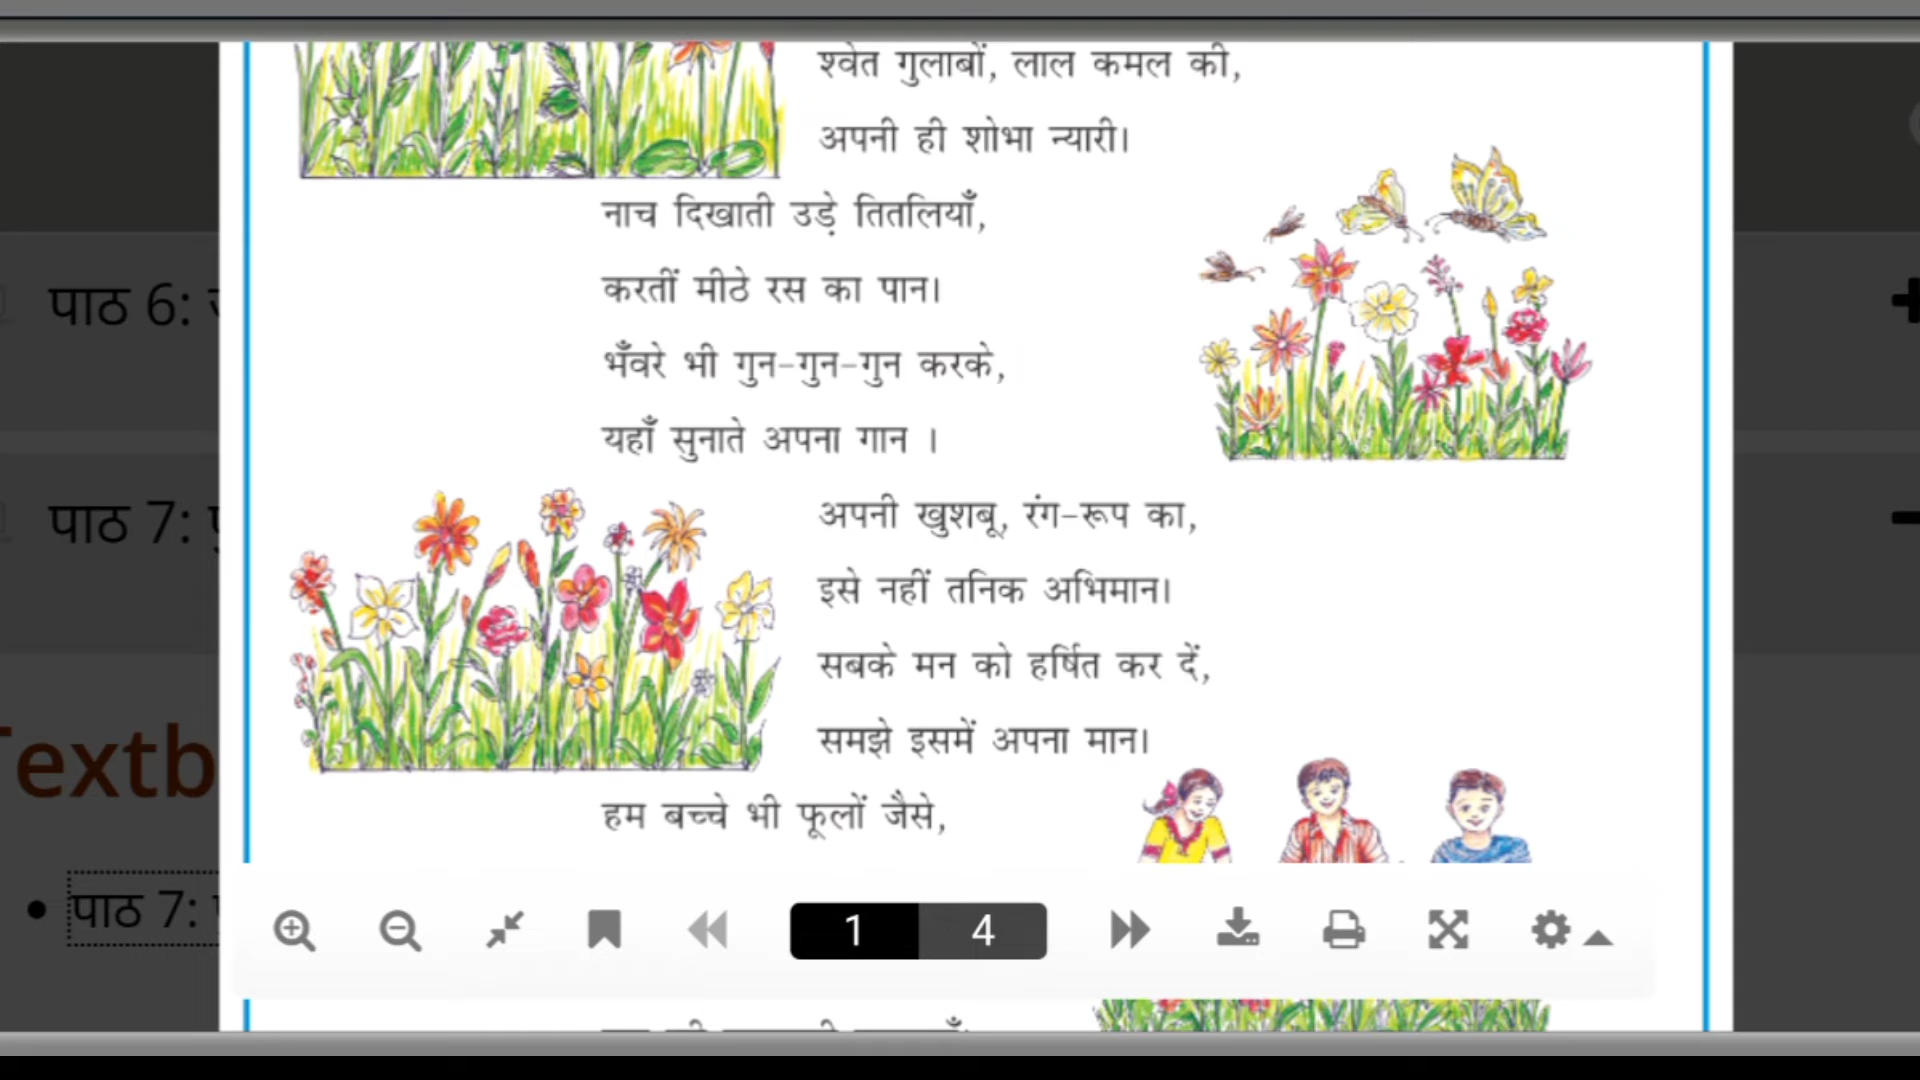 श्वेत गुलाबों, लाल कमल की,
अपनी ही शोभा न्यारी।
नाच दिखाती उड़े तितलियाँ,
करतीं मीठे रस का पान।
भँवरे भी गुन-गुन-गुन करके,
यहाँ सुनाते अपना गान ।
अपनी खुशबू, रंग-रूप का,
इसे नहीं तनिक अभिमान।
सबके मन को हर्षित कर दें,
समझे इसमें अपना मान।
हम बच्चे भी फूलों जैसे,
पाठ 6:
पाठ 7:
Textb
पाठ 7:
1 4